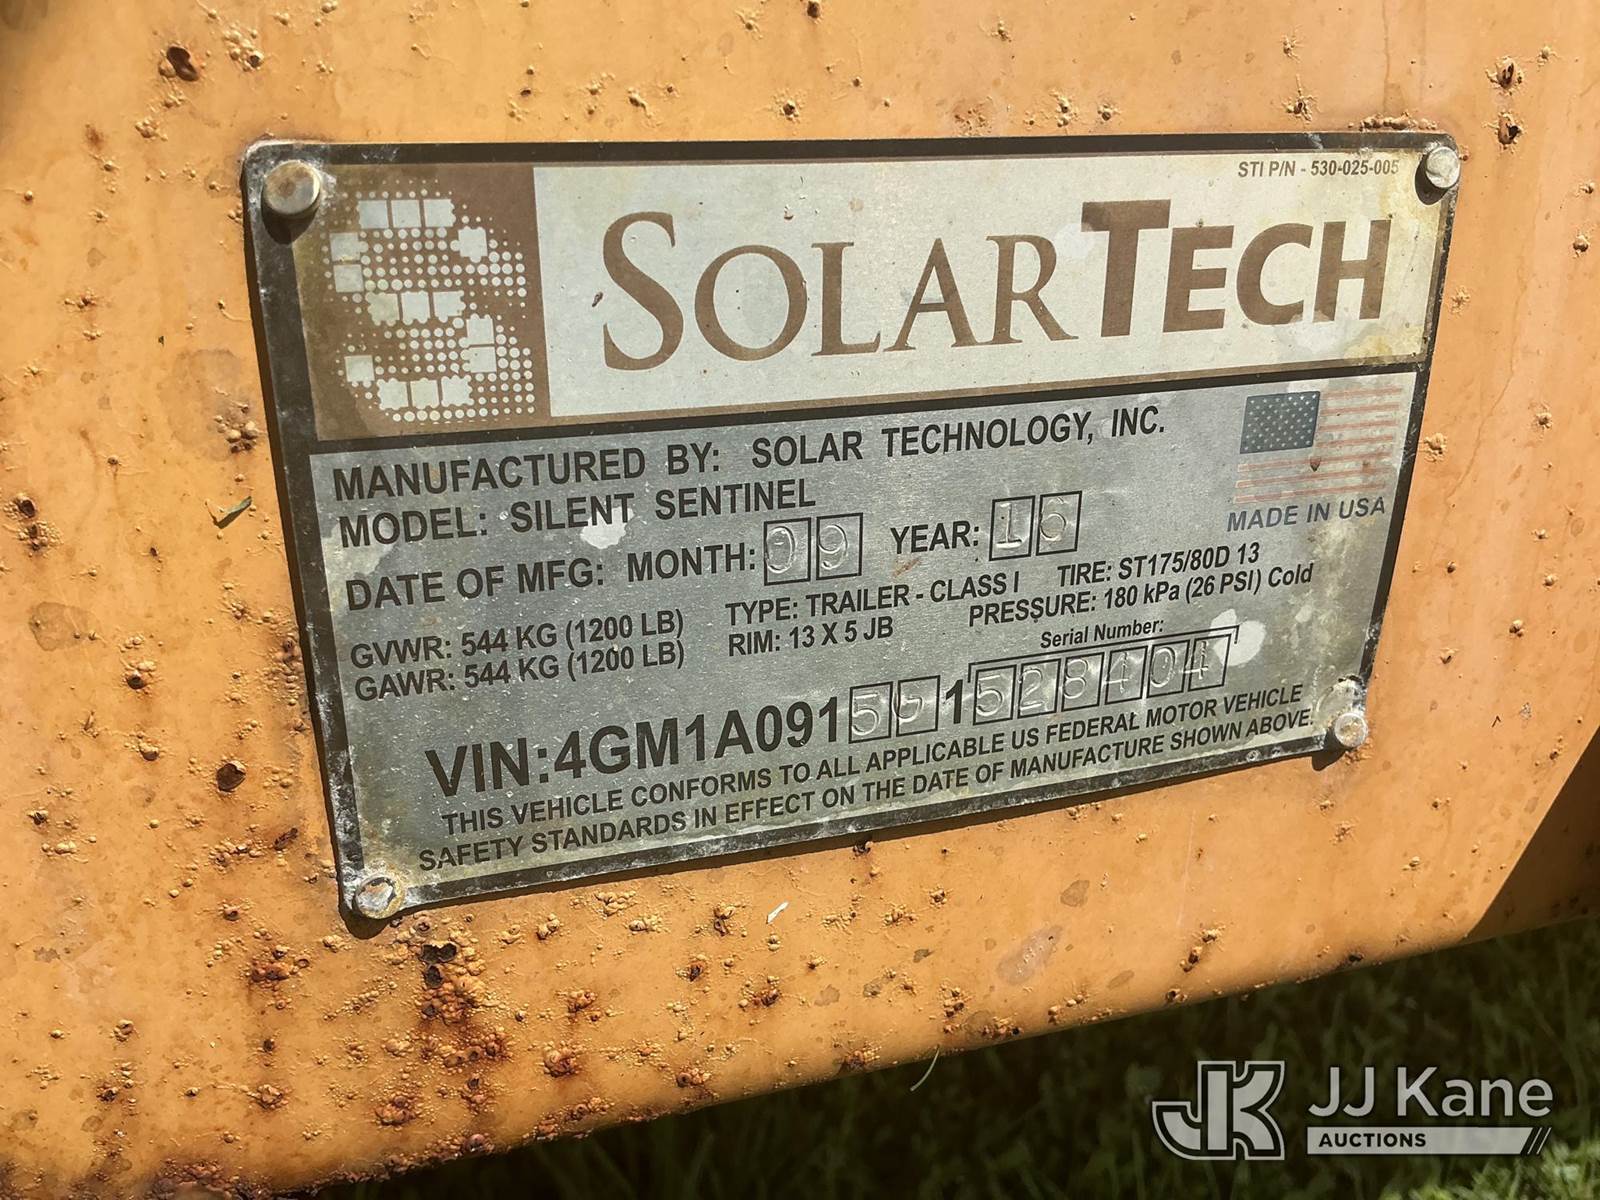 STI P/N - 530-025-005
SOLARTECH
MANUFACTURED BY: SOLAR TECHNOLOGY, INC.
MODEL: SILENT SENTINEL
DATE OF MFG: MONTH: 09 YEAR: 16
MADE IN USA
GVWR: 544 KG (1200 LB) TYPE: TRAILER - CLASS I TIRE: ST175/80D 13
GAWR: 544 KG (1200 LB) RIM: 13 X 5 JB PRESSURE: 180 kPa (26 PSI) Cold
Serial Number:
VIN:4GM1A0915G1528404
THIS VEHICLE CONFORMS TO ALL APPLICABLE US FEDERAL MOTOR VEHICLE
SAFETY STANDARDS IN EFFECT ON THE DATE OF MANUFACTURE SHOWN ABOVE.
JK JJ Kane
AUCTIONS